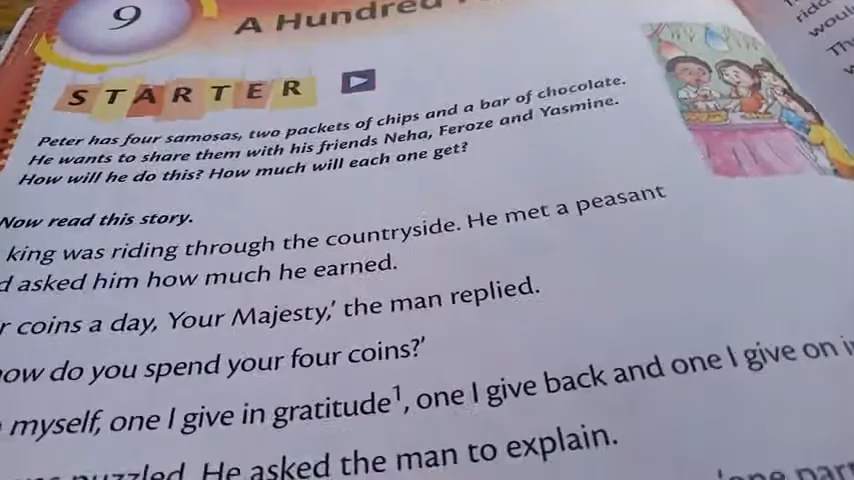 9
A Hundred
STARTER
Peter has four samosas, two packets of chips and a bar of chocolate.
He wants to share them with his friends Neha, Feroze and Yasmine.
How will he do this? How much will each one get?
Now read this story.
king was riding through the countryside. He met a peasant
asked him how much he earned.
coins a day, Your Majesty,' the man replied.
how do you spend your four coins?'
myself, one I give in gratitude¹, one I give back and one I give on
puzzled. He asked the man to explain.
'one